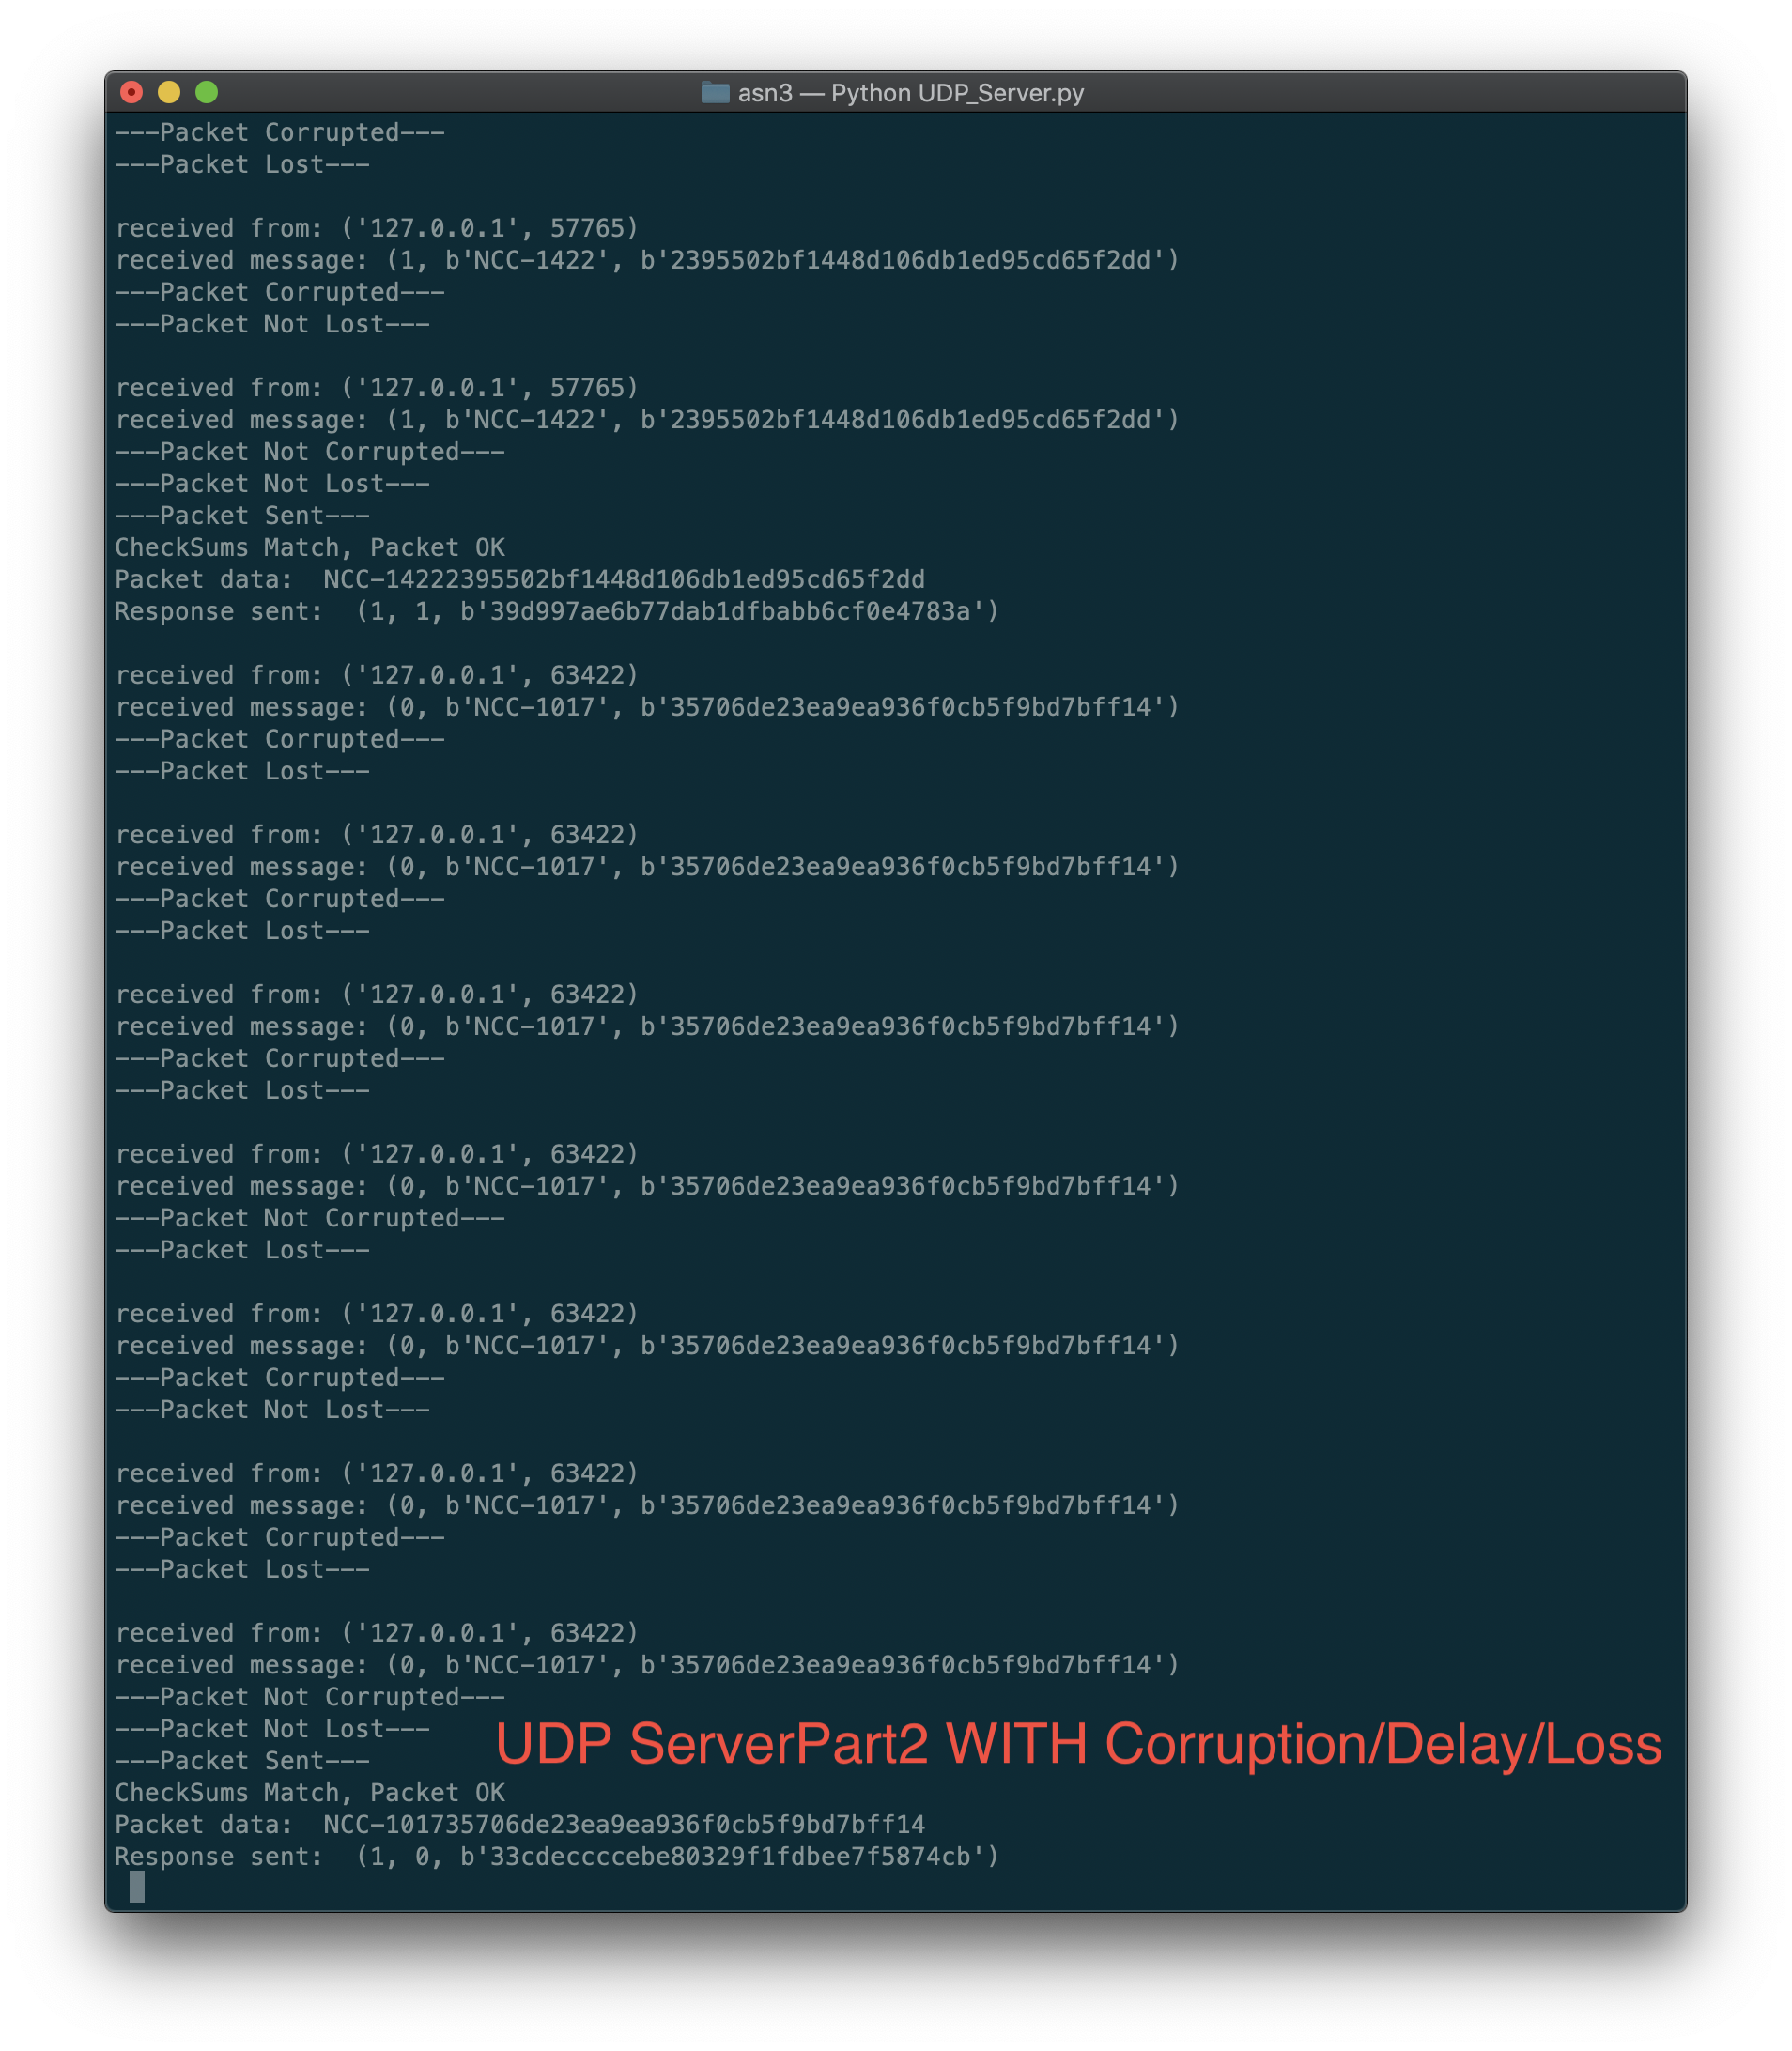 asn3 — Python UDP_Server.py
---Packet Corrupted---
---Packet Lost---
received from: ('127.0.0.1', 57765)
received message: (1, b'NCC-1422', b'2395502bf1448d106db1ed95cd65f2dd')
---Packet Corrupted---
---Packet Not Lost---
received from: ('127.0.0.1', 57765)
received message: (1, b'NCC-1422', b'2395502bf1448d106db1ed95cd65f2dd')
---Packet Not Corrupted---
---Packet Not Lost---
---Packet Sent---
CheckSums Match, Packet OK
Packet data:  NCC-14222395502bf1448d106db1ed95cd65f2dd
Response sent:  (1, 1, b'39d997ae6b77dab1dfbabb6cf0e4783a')
received from: ('127.0.0.1', 63422)
received message: (0, b'NCC-1017', b'35706de23ea9ea936f0cb5f9bd7bff14')
---Packet Corrupted---
---Packet Lost---
received from: ('127.0.0.1', 63422)
received message: (0, b'NCC-1017', b'35706de23ea9ea936f0cb5f9bd7bff14')
---Packet Corrupted---
---Packet Lost---
received from: ('127.0.0.1', 63422)
received message: (0, b'NCC-1017', b'35706de23ea9ea936f0cb5f9bd7bff14')
---Packet Corrupted---
---Packet Lost---
received from: ('127.0.0.1', 63422)
received message: (0, b'NCC-1017', b'35706de23ea9ea936f0cb5f9bd7bff14')
---Packet Not Corrupted---
---Packet Lost---
received from: ('127.0.0.1', 63422)
received message: (0, b'NCC-1017', b'35706de23ea9ea936f0cb5f9bd7bff14')
---Packet Corrupted---
---Packet Not Lost---
received from: ('127.0.0.1', 63422)
received message: (0, b'NCC-1017', b'35706de23ea9ea936f0cb5f9bd7bff14')
---Packet Corrupted---
---Packet Lost---
received from: ('127.0.0.1', 63422)
received message: (0, b'NCC-1017', b'35706de23ea9ea936f0cb5f9bd7bff14')
---Packet Not Corrupted---
---Packet Not Lost---
UDP ServerPart2 WITH Corruption/Delay/Loss
---Packet Sent---
CheckSums Match, Packet OK
Packet data:  NCC-101735706de23ea9ea936f0cb5f9bd7bff14
Response sent:  (1, 0, b'33cdeccccebe80329f1fdbee7f5874cb')